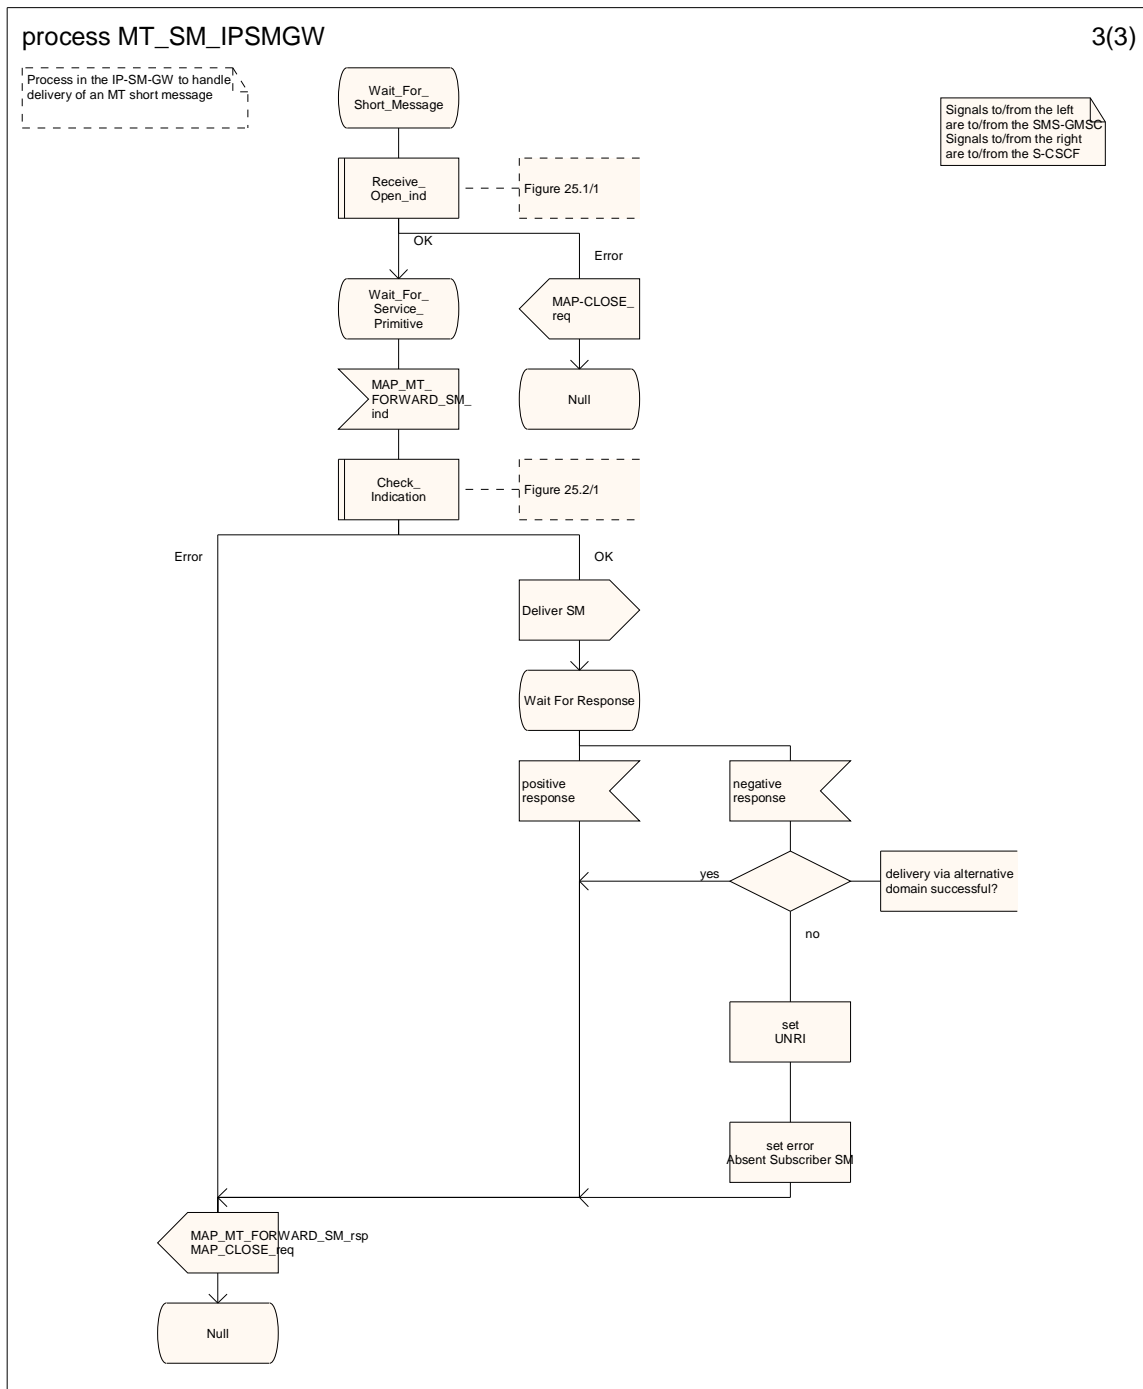 process MT_SM_IPSMGW
3(3)
Process in the IP-SM-GW to handle
delivery of an MT short message
Signals to/from the left
are to/from the SMS-GMSC
Signals to/from the right
are to/from the S-CSCF
Wait_For_
Short_Message
Receive_
Open_ind
Figure 25.1/1
OK
Error
Wait_For_
Service_
Primitive
MAP-CLOSE_
req
MAP_MT_
FORWARD_SM_
ind
Null
Check_
Indication
Figure 25.2/1
Error
OK
Deliver SM
Wait For Response
positive
response
negative
response
yes
delivery via alternative
domain successful?
no
set
UNRI
set error
Absent Subscriber SM
MAP_MT_FORWARD_SM_rsp
MAP_CLOSE_req
Null